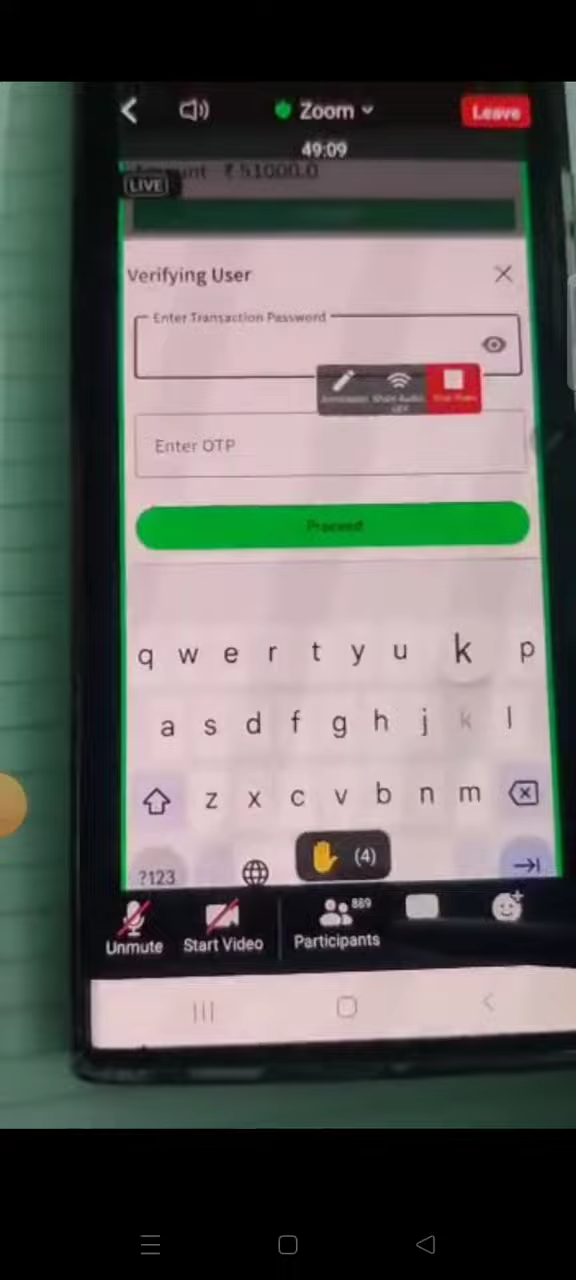 Zoom
Leave
49:09
Amount ₹ 51000.0
LIVE
Verifying User
Enter Transaction Password
Enter OTP
Proceed
q w e r t y u k p
a s d f g h j k l
z x c v b n m
(4)
?123
889
Unmute Start Video Participants